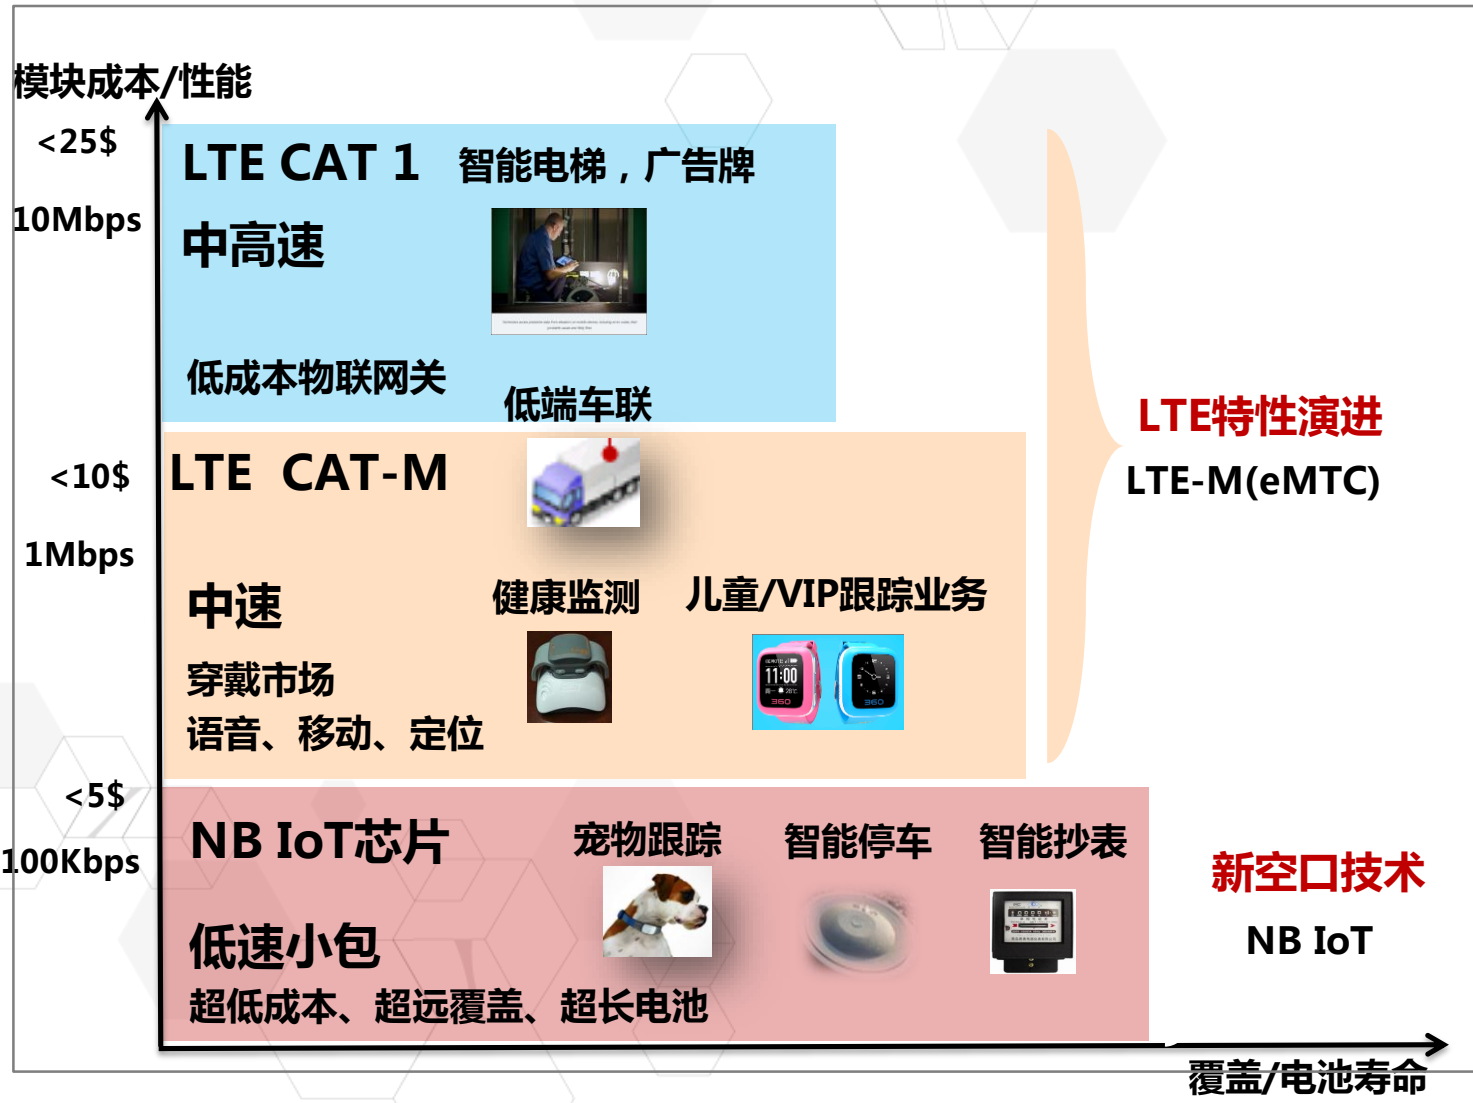 模块成本/性能
<25$
LTE CAT 1 智能电梯，广告牌
10Mbps
中高速
低成本物联网关
低端车联
<10$
LTE CAT-M
1Mbps
中速
健康监测
儿童/VIP跟踪业务
11:00
360
360
穿戴市场
语音、移动、定位
LTE特性演进
LTE-M(eMTC)
<5$
100Kbps
NB IoT芯片
宠物跟踪
智能停车
智能抄表
低速小包
超低成本、超远覆盖、超长电池
新空口技术
NB IoT
覆盖/电池寿命